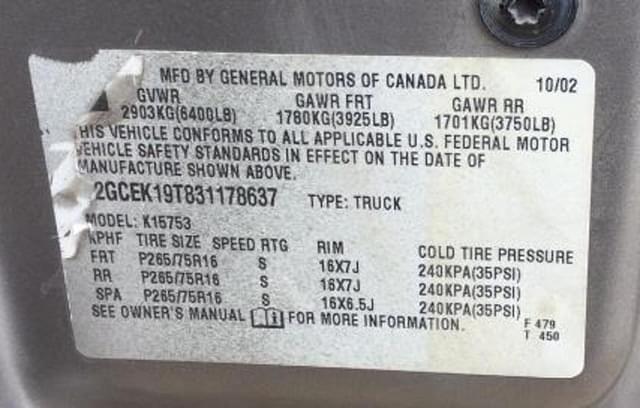 MFD BY GENERAL MOTORS OF CANADA LTD. 10/02
GVWR GAWR FRT GAWR RR
2903KG(6400LB) 1780KG(3925LB) 1701KG(3750LB)
THIS VEHICLE CONFORMS TO ALL APPLICABLE U.S. FEDERAL MOTOR
VEHICLE SAFETY STANDARDS IN EFFECT ON THE DATE OF
MANUFACTURE SHOWN ABOVE.
2GCEK19T831178637 TYPE: TRUCK
MODEL: K15753
KPHF TIRE SIZE SPEED RTG RIM COLD TIRE PRESSURE
FRT P265/75R16 S 16X7J 240KPA(35PSI)
RR P265/75R16 S 16X7J 240KPA(35PSI)
SPA P265/75R16 S 16X6.5J 240KPA(35PSI)
SEE OWNER'S MANUAL FOR MORE INFORMATION. F 479
T 450